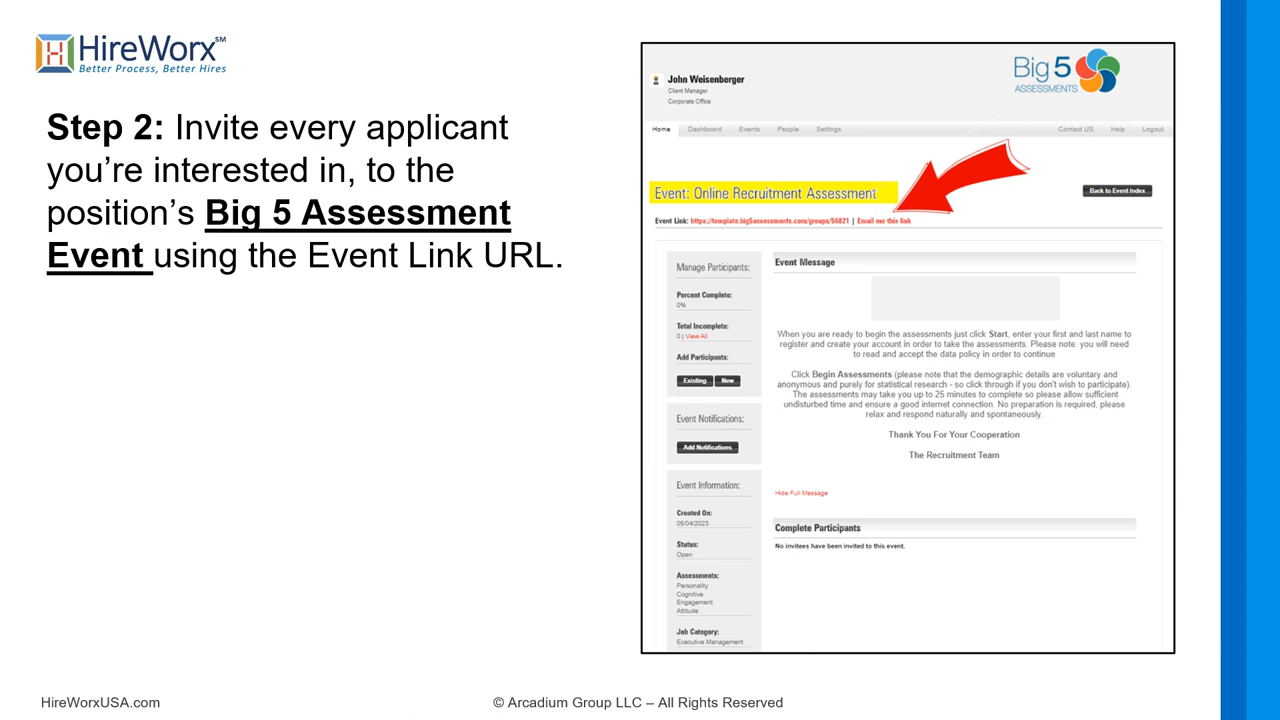 HireWorx℠
Better Process, Better Hires
Step 2: Invite every applicant
you’re interested in, to the
position’s Big 5 Assessment
Event using the Event Link URL.
John Weisenberger
Client Manager
Corporate Office
Big 5
ASSESSMENTS
Home Dashboard Events People Settings Contact US Help Logout
Event: Online Recruitment Assessment
Back to Event Index
Event Link: https://template.big5assessments.com/groups/56821 | Email me this link
Manage Participants:
Percent Complete:
0%
Total Incomplete:
0 | View All
Add Participants:
Existing New
Event Notifications:
Add Notifications
Event Information:
Created On:
05/04/2023
Status:
Open
Assessments:
Personality
Cognitive
Engagement
Attitude
Job Category:
Executive Management
Event Message
When you are ready to begin the assessments just click Start, enter your first and last name to
register and create your account in order to take the assessments. Please note: you will need
to read and accept the data policy in order to continue
Click Begin Assessments (please note that the demographic details are voluntary and
anonymous and purely for statistical research - so click through if you don't wish to participate).
The assessments may take you up to 25 minutes to complete so please allow sufficient
undisturbed time and ensure a good internet connection. No preparation is required, please
relax and respond naturally and spontaneously.
Thank You For Your Cooperation
The Recruitment Team
Hide Full Message
Complete Participants
No invitees have been invited to this event.
HireWorxUSA.com
© Arcadium Group LLC – All Rights Reserved